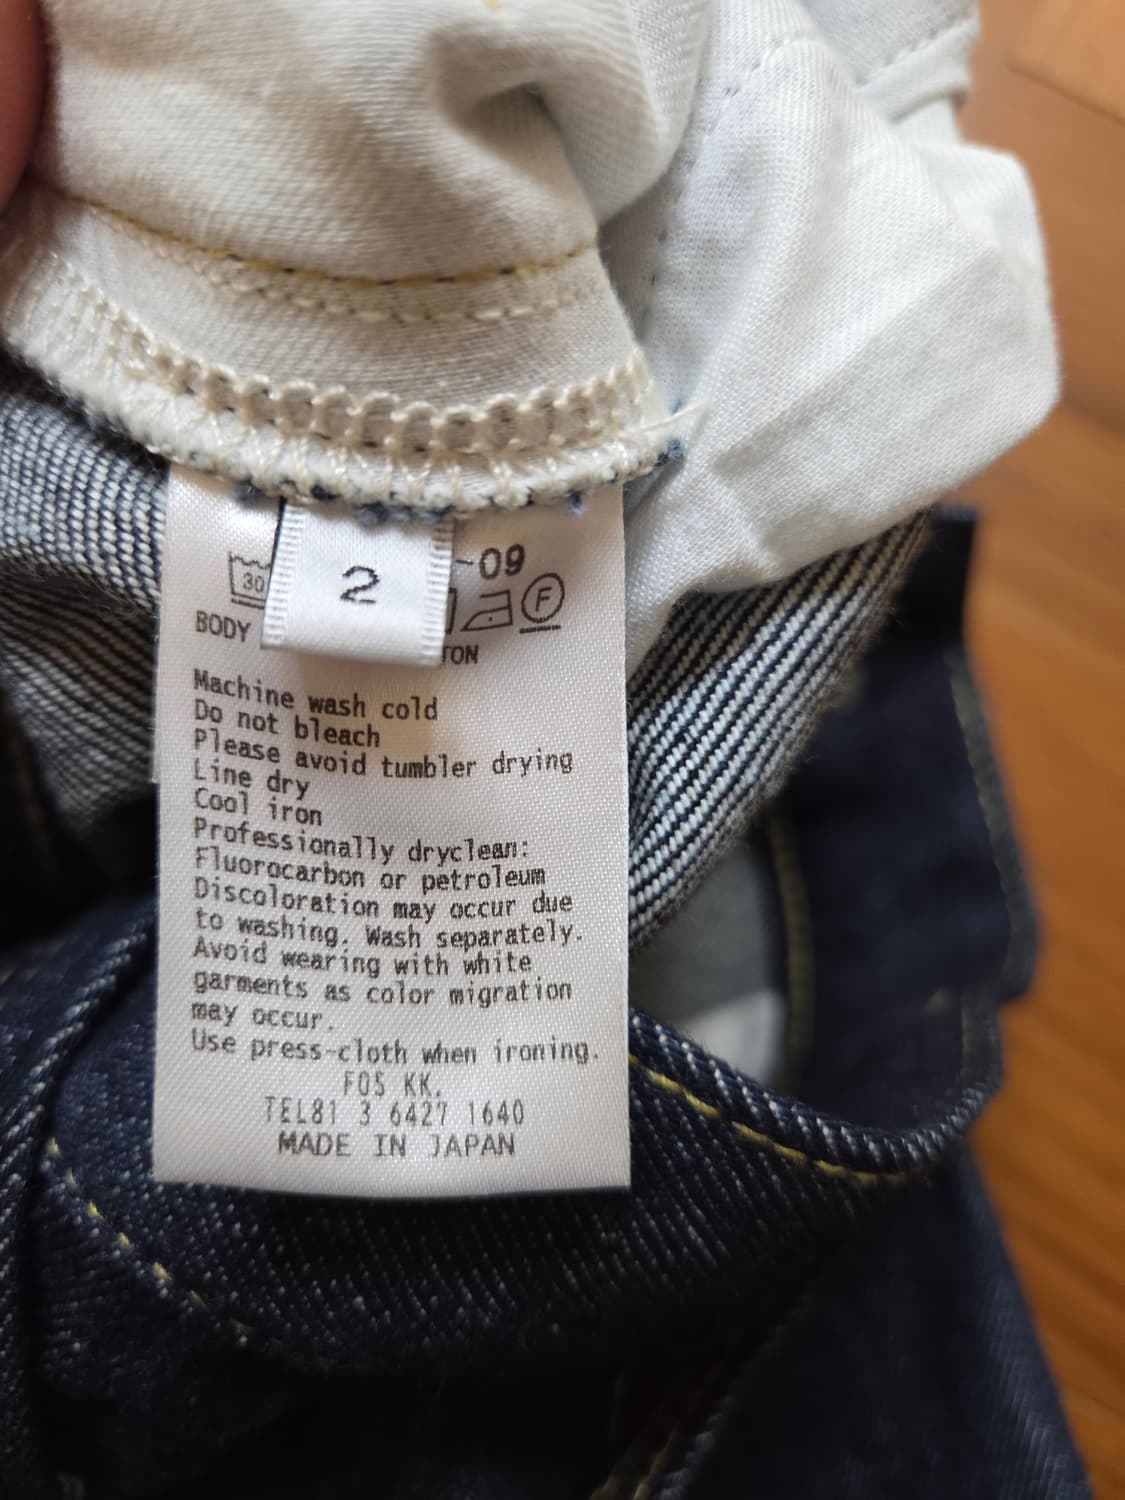 2
-09
30
F
BODY
TON
Machine wash cold
Do not bleach
Please avoid tumbler drying
Line dry
Cool iron
Professionally dryclean:
Fluorocarbon or petroleum
Discoloration may occur due
to washing. Wash separately.
Avoid wearing with white
garments as color migration
may occur.
Use press-cloth when ironing.
FOS KK.
TEL81 3 6427 1640
MADE IN JAPAN